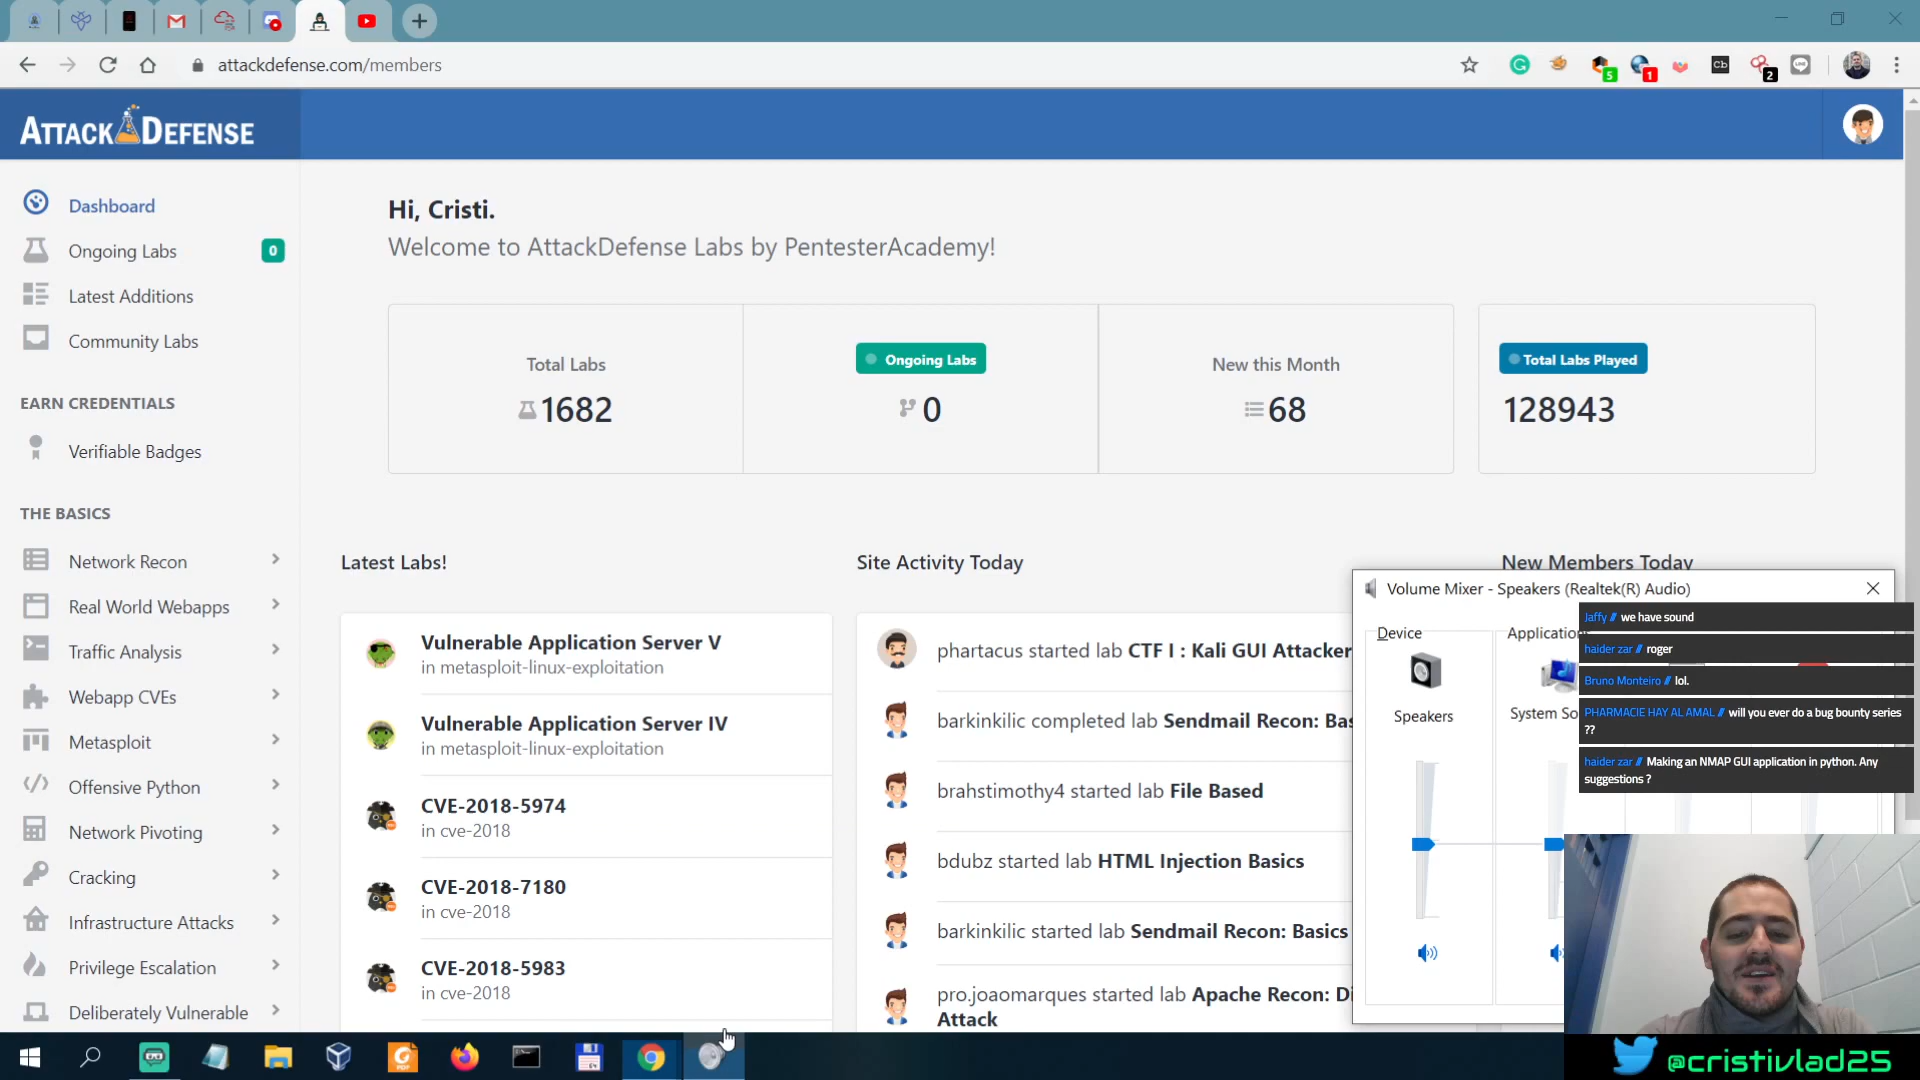 attackdefense.com/members
5
1
Cb
2
ATTACK DEFENSE
Dashboard
Ongoing Labs
0
Latest Additions
Community Labs
EARN CREDENTIALS
Verifiable Badges
THE BASICS
Network Recon
Real World Webapps
Traffic Analysis
Webapp CVEs
Metasploit
Offensive Python
Network Pivoting
Cracking
Infrastructure Attacks
Privilege Escalation
Deliberately Vulnerable
Hi, Cristi.
Welcome to AttackDefense Labs by PentesterAcademy!
Total Labs
1682
Ongoing Labs
0
New this Month
68
Total Labs Played
128943
Latest Labs!
Vulnerable Application Server V
in metasploit-linux-exploitation
Vulnerable Application Server IV
in metasploit-linux-exploitation
CVE-2018-5974
in cve-2018
CVE-2018-7180
in cve-2018
CVE-2018-5983
in cve-2018
Site Activity Today
phartacus started lab CTF I : Kali GUI Attacker
barkinkilic completed lab Sendmail Recon: Bas
brahstimothy4 started lab File Based
bdubz started lab HTML Injection Basics
barkinkilic started lab Sendmail Recon: Basics
pro.joaomarques started lab Apache Recon: Di
Attack
New Members Today
Volume Mixer - Speakers (Realtek(R) Audio)
Device
Speakers
Application
System So
Jaffy // we have sound
haider zar // roger
Bruno Monteiro // lol.
PHARMACIE HAY AL AMAL // will you ever do a bug bounty series
??
haider zar // Making an NMAP GUI application in python. Any
suggestions ?
@cristivlad25